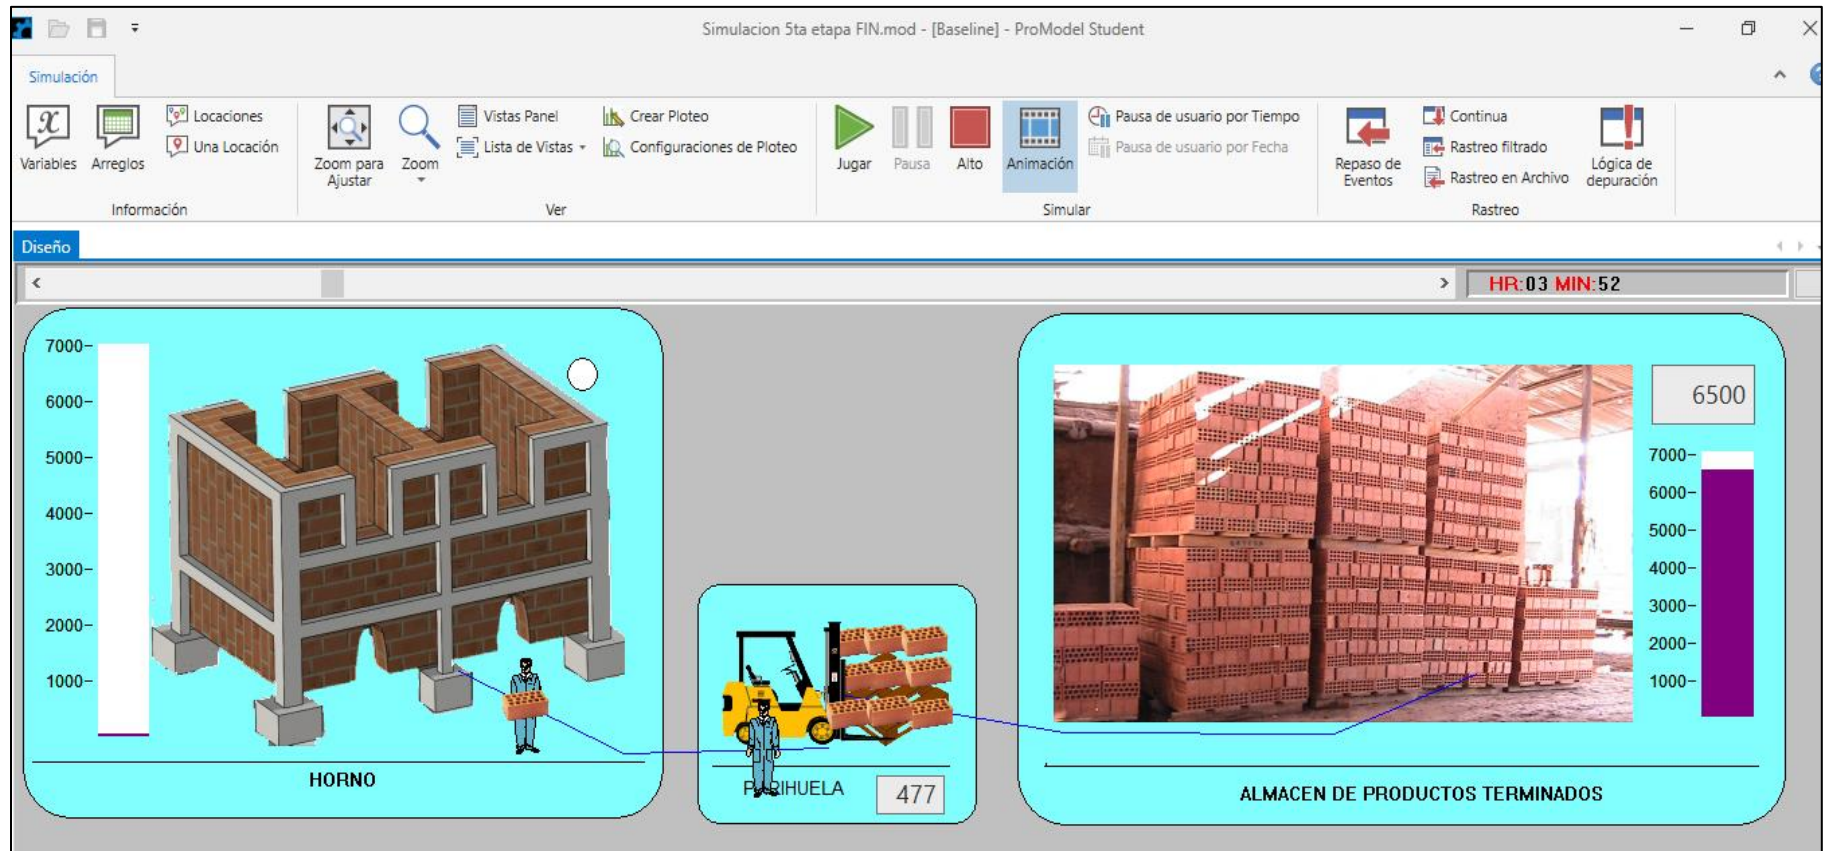 Simulacion 5ta etapa FIN.mod - [Baseline] - ProModel Student
Simulación
Variables
Arreglos
Locaciones
Una Locación
Información
Zoom para Ajustar
Zoom
Vistas Panel
Lista de Vistas
Crear Ploteo
Configuraciones de Ploteo
Ver
Jugar
Pausa
Alto
Animación
Pausa de usuario por Tiempo
Pausa de usuario por Fecha
Simular
Repaso de Eventos
Continua
Rastreo filtrado
Rastreo en Archivo
Lógica de depuración
Rastreo
Diseño
HR:03 MIN:52
7000-
6000-
5000-
4000-
3000-
2000-
1000-
HORNO
477
6500
7000-
6000-
5000-
4000-
3000-
2000-
1000-
ALMACEN DE PRODUCTOS TERMINADOS